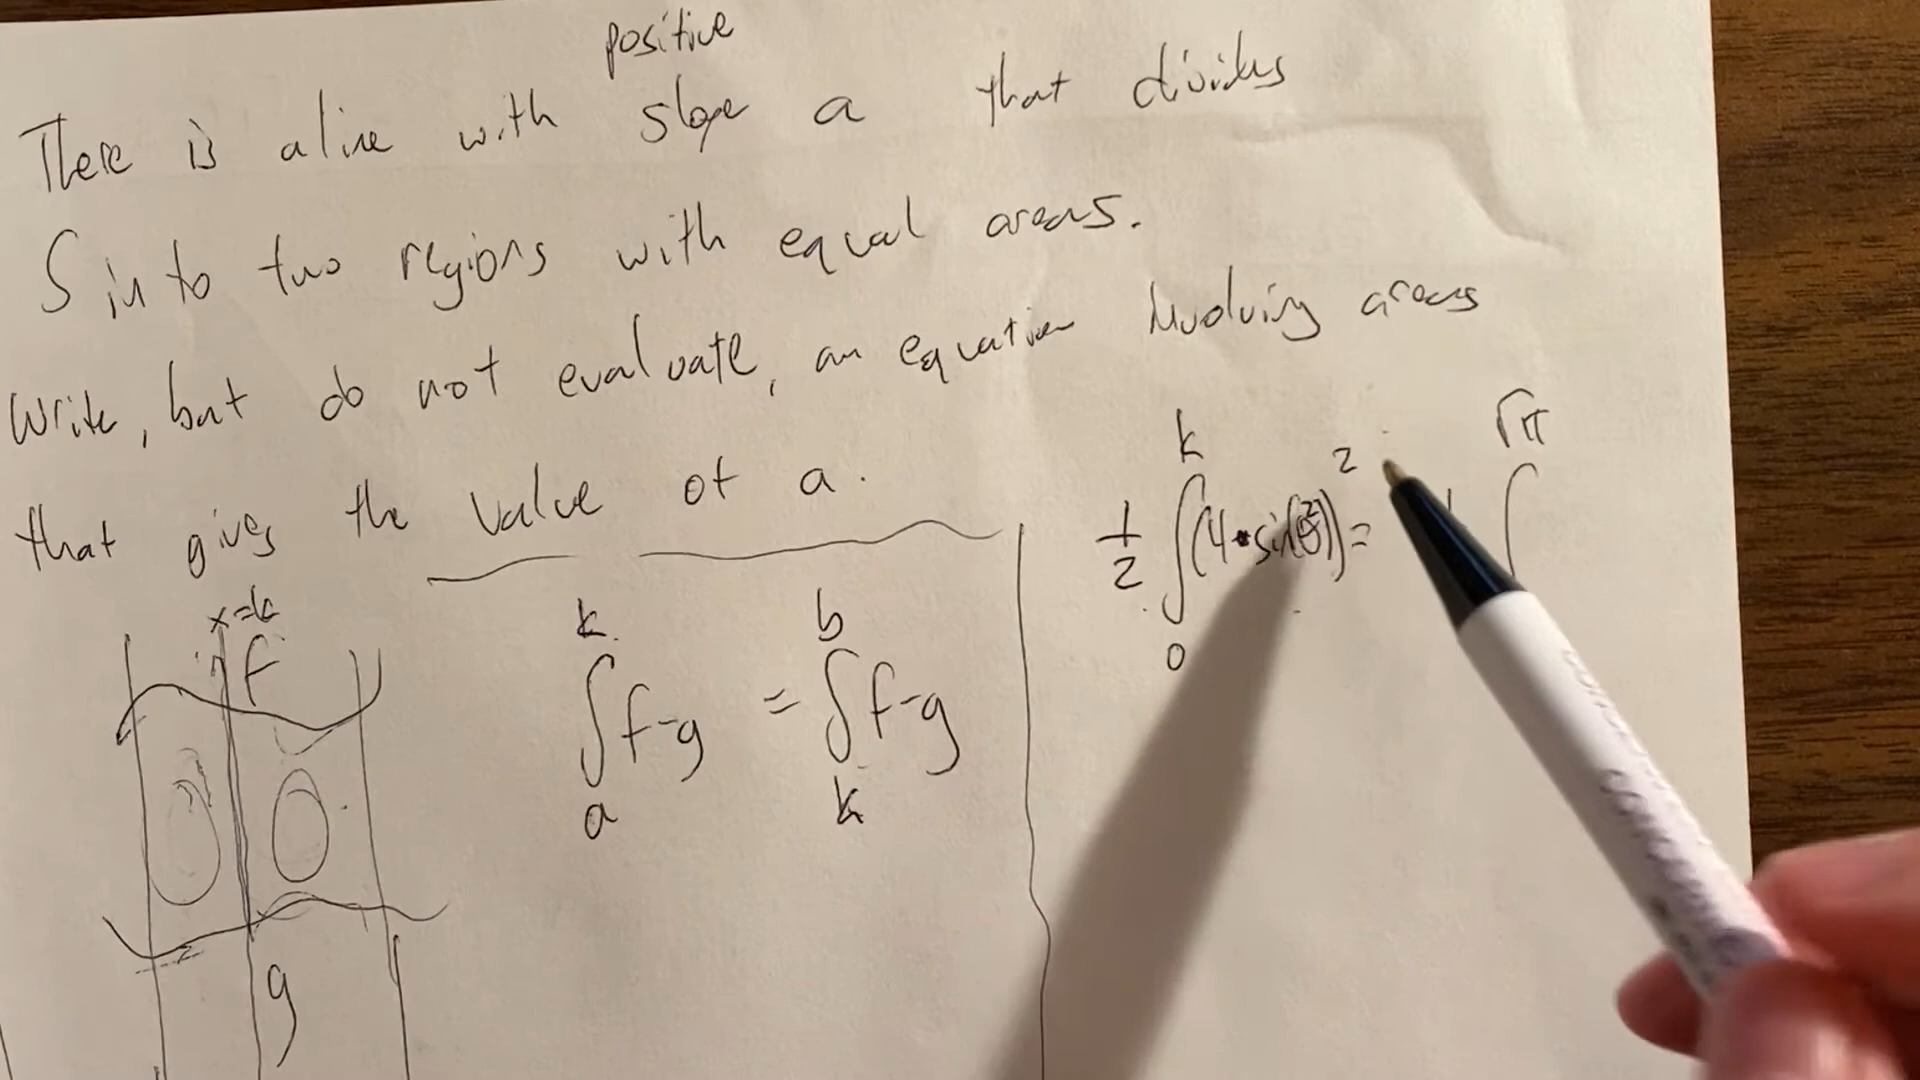 positive
There is a line with slope a that divides
S into two regions with equal areas.
Write, but do not evaluate, an equation involving areas
that gives the value of a.
x=k
f
g
k b
∫ f-g = ∫ f-g
a k
k √π
1/2 ∫ (4·sin(θ²))² = ∫
0